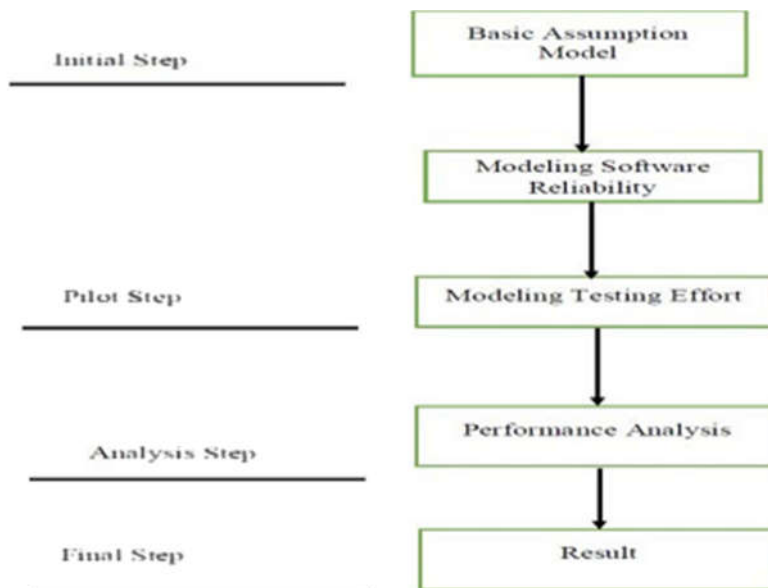 Basic Assumption
Model
Initial Step
Modeling Software
Reliability
Pilot Step
Modeling Testing Effort
Performance Analysis
Analysis Step
Final Step
Result